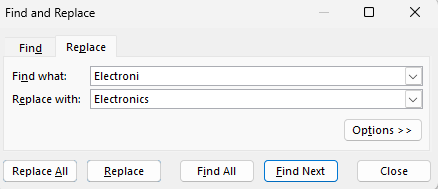 Find and Replace
Find Replace
Find what: Electroni
Replace with: Electronics
Options >>
Replace All Replace Find All Find Next Close